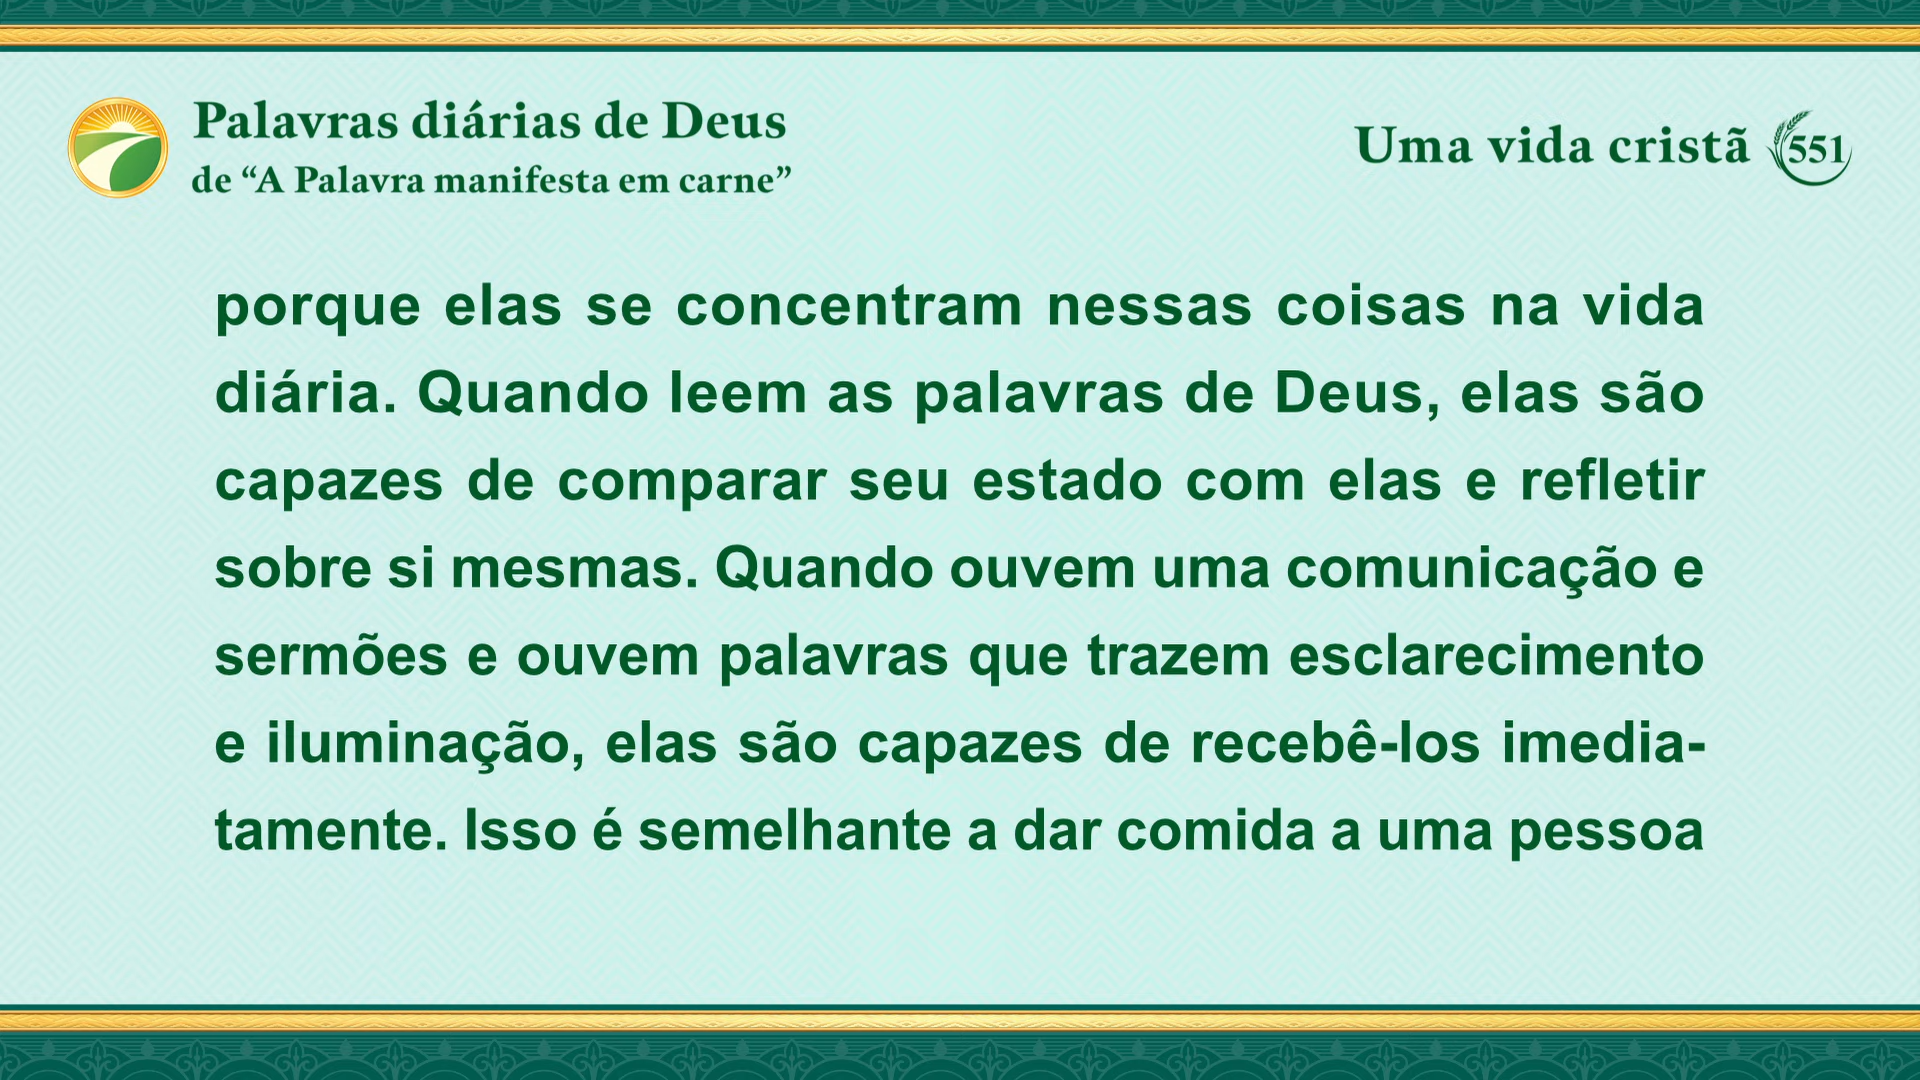 Palavras diárias de Deus
de “A Palavra manifesta em carne”
Uma vida cristã 551
porque elas se concentram nessas coisas na vida
diária. Quando leem as palavras de Deus, elas são
capazes de comparar seu estado com elas e refletir
sobre si mesmas. Quando ouvem uma comunicação e
sermões e ouvem palavras que trazem esclarecimento
e iluminação, elas são capazes de recebê-los imedia-
tamente. Isso é semelhante a dar comida a uma pessoa